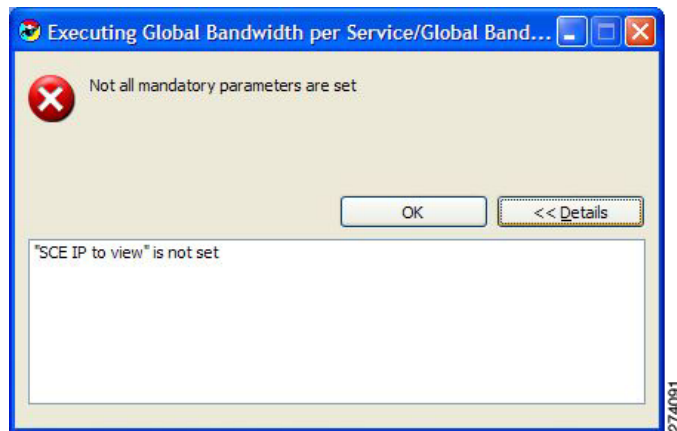 Executing Global Bandwidth per Service/Global Band...
Not all mandatory parameters are set
OK
<< Details
"SCE IP to view" is not set
274091